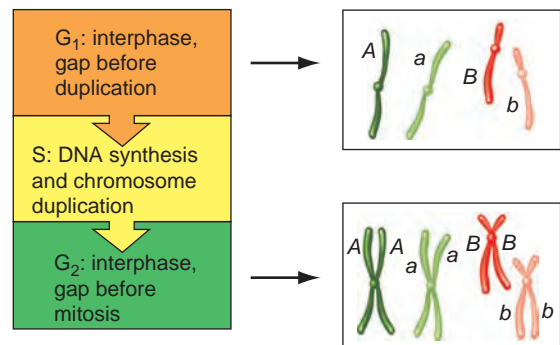 G₁: interphase,
gap before
duplication
S: DNA synthesis
and chromosome
duplication
G₂: interphase,
gap before
mitosis
A
a
B
b
A A
a a
B B
b b